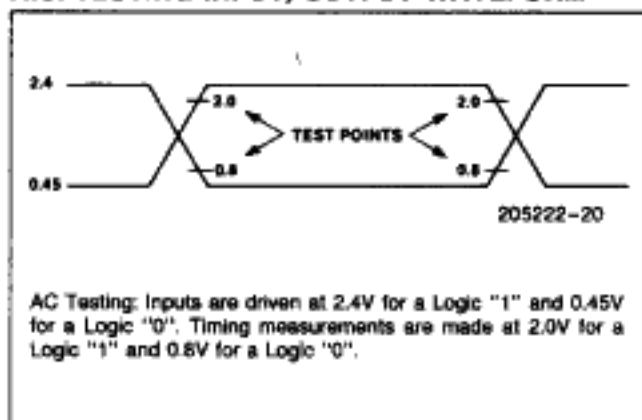 2.4
2.0 2.0
TEST POINTS
0.8 0.8
0.45
205222-20
AC Testing: Inputs are driven at 2.4V for a Logic "1" and 0.45V
for a Logic "0". Timing measurements are made at 2.0V for a
Logic "1" and 0.8V for a Logic "0".